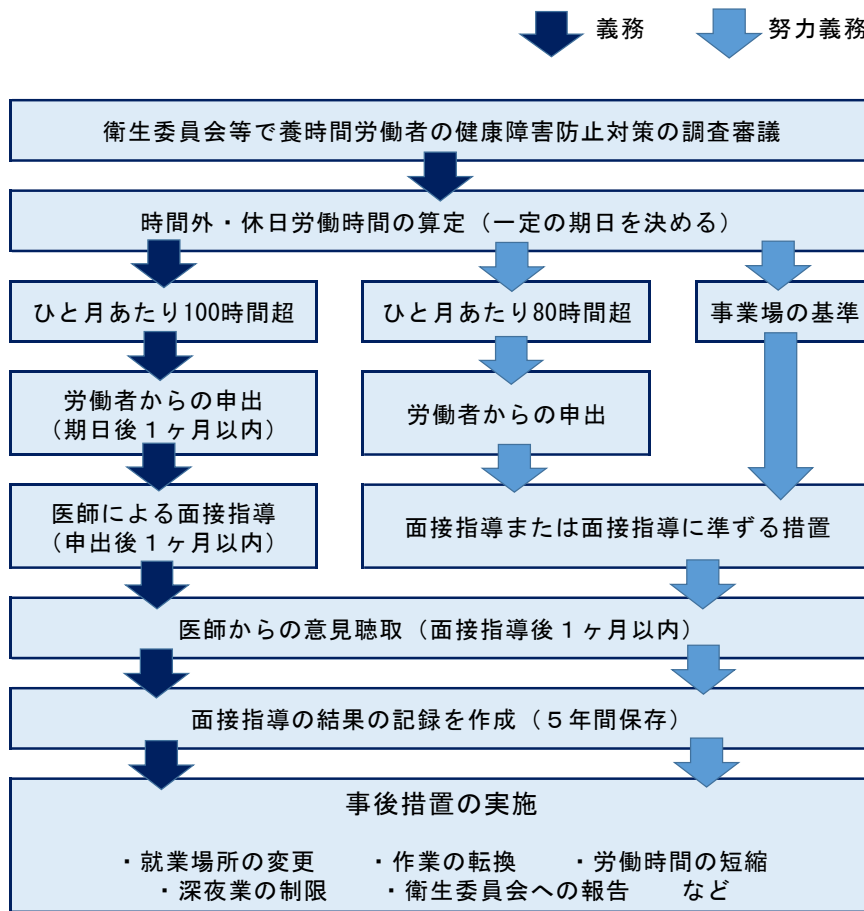 義務 努力義務
衛生委員会等で養時間労働者の健康障害防止対策の調査審議
時間外・休日労働時間の算定（一定の期日を決める）
ひと月あたり100時間超
ひと月あたり80時間超
事業場の基準
労働者からの申出
（期日後１ヶ月以内）
労働者からの申出
医師による面接指導
（申出後１ヶ月以内）
面接指導または面接指導に準ずる措置
医師からの意見聴取（面接指導後１ヶ月以内）
面接指導の結果の記録を作成（５年間保存）
事後措置の実施
・就業場所の変更 ・作業の転換 ・労働時間の短縮
・深夜業の制限 ・衛生委員会への報告 など